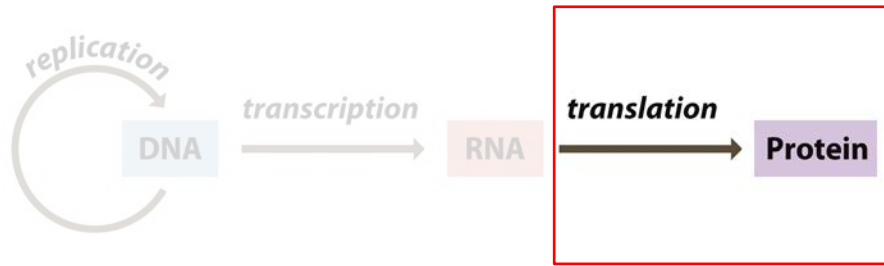 replication
DNA
transcription
RNA
translation
Protein